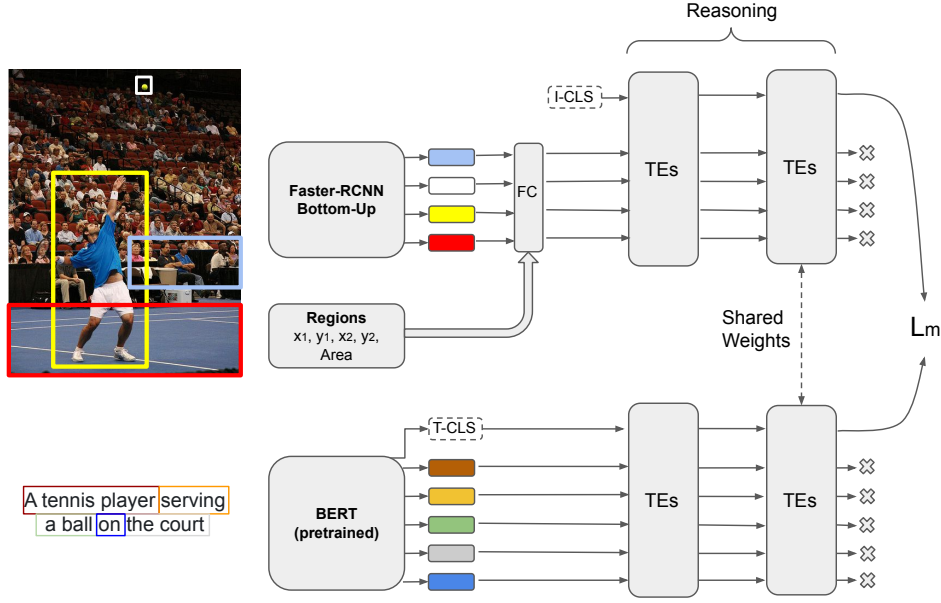 Reasoning
I-CLS
TEs
TEs
Faster-RCNN
Bottom-Up
FC
Regions
x1, y1, x2, y2,
Area
Shared
Weights
Lm
T-CLS
BERT
(pretrained)
TEs
TEs
A tennis player serving
a ball on the court